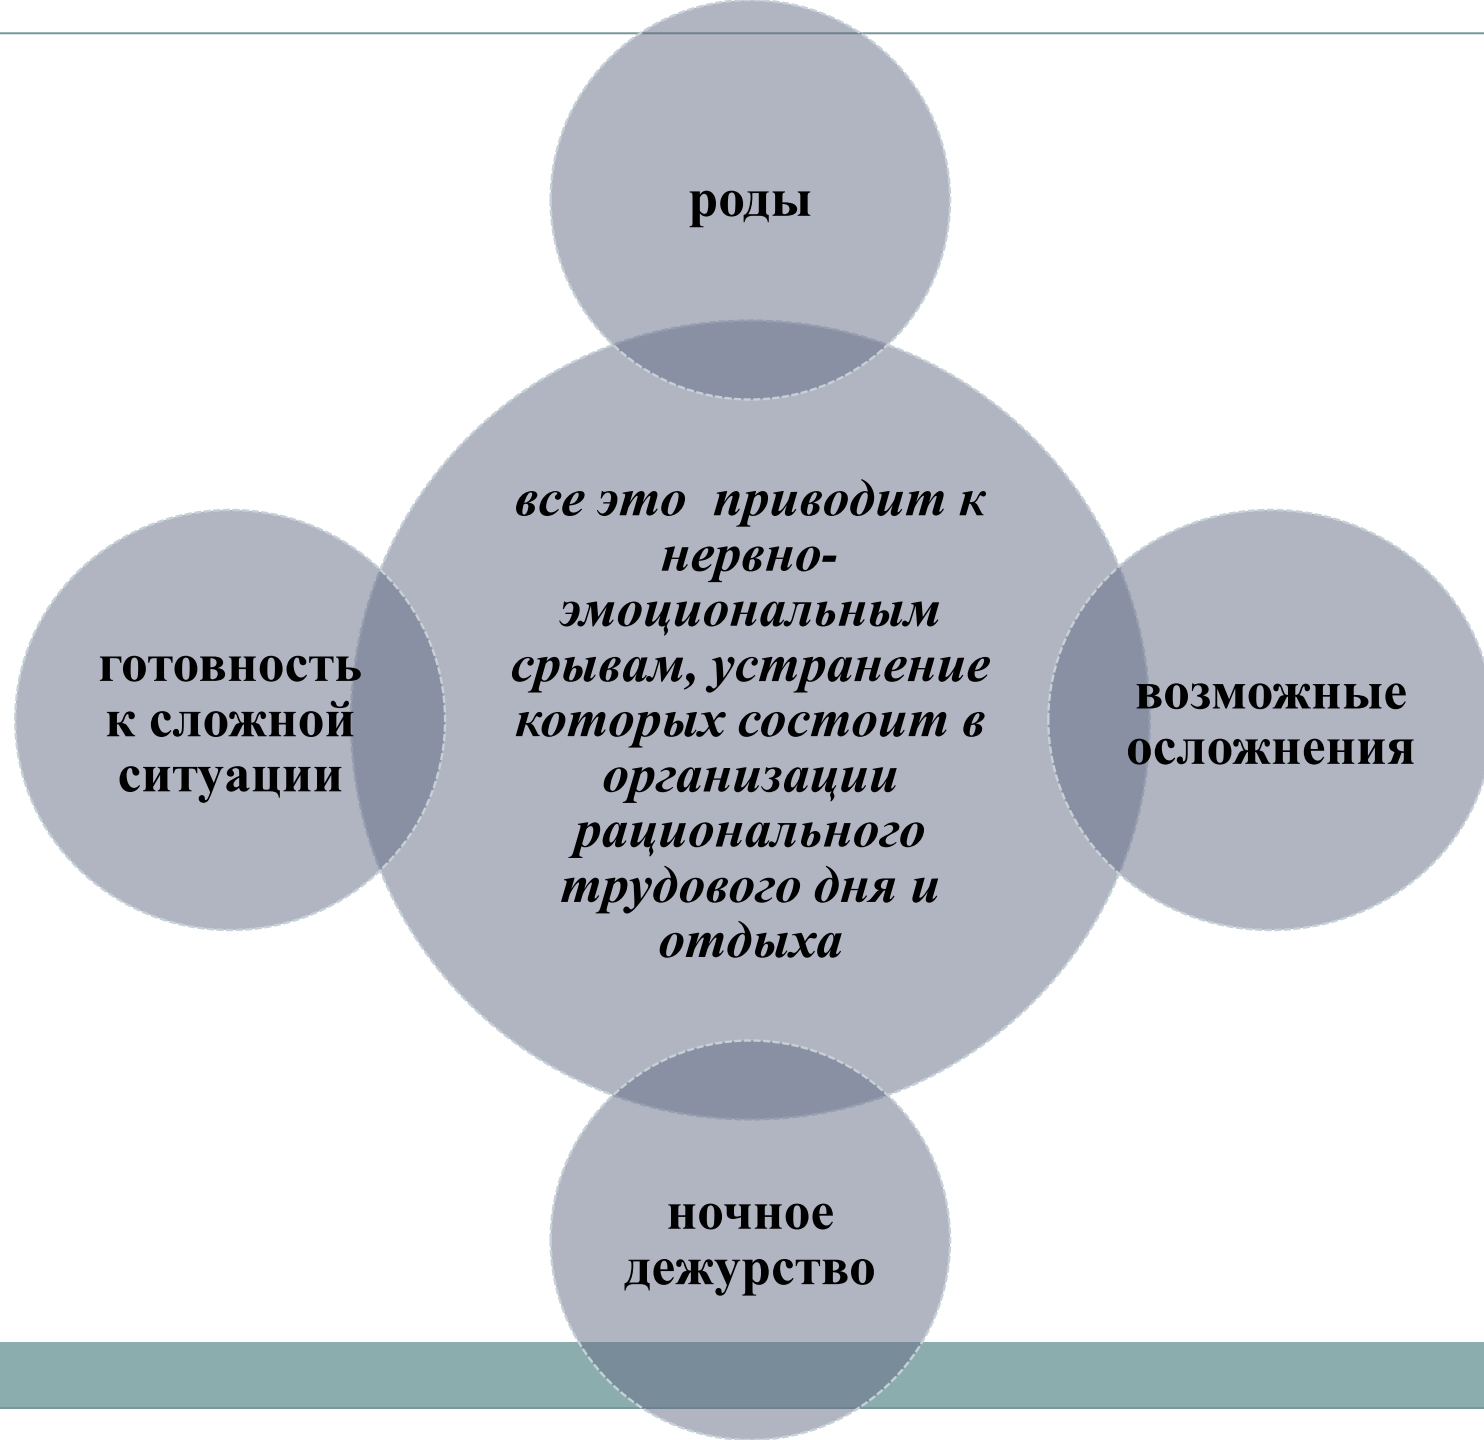 роды
все это  приводит к
нервно-
эмоциональным
срывам, устранение
которых состоит в
организации
рационального
трудового дня и
отдыха
готовность
к сложной
ситуации
возможные
осложнения
ночное
дежурство